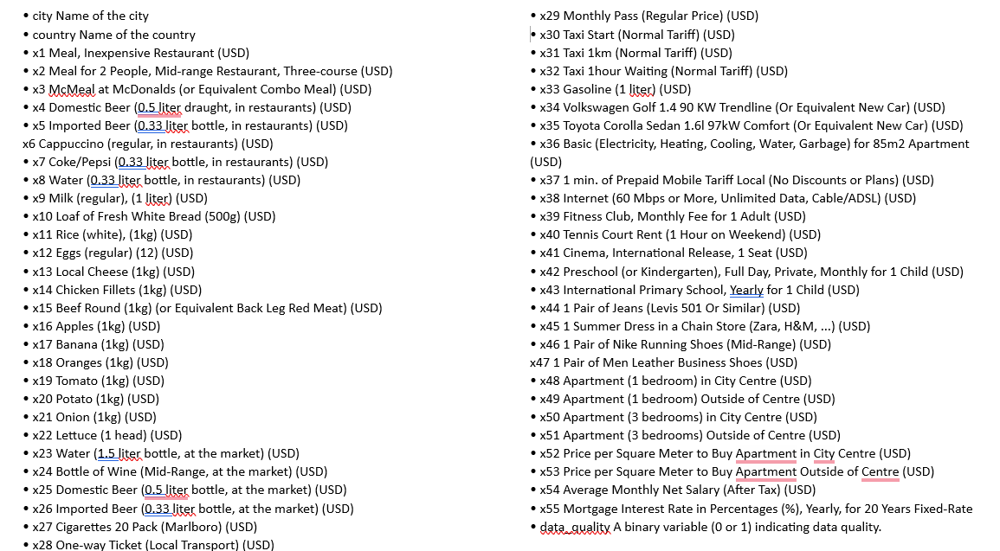 • city Name of the city
• country Name of the country
• x1 Meal, Inexpensive Restaurant (USD)
• x2 Meal for 2 People, Mid-range Restaurant, Three-course (USD)
• x3 McMeal at McDonalds (or Equivalent Combo Meal) (USD)
• x4 Domestic Beer (0.5 liter draught, in restaurants) (USD)
• x5 Imported Beer (0.33 liter bottle, in restaurants) (USD)
x6 Cappuccino (regular, in restaurants) (USD)
• x7 Coke/Pepsi (0.33 liter bottle, in restaurants) (USD)
• x8 Water (0.33 liter bottle, in restaurants) (USD)
• x9 Milk (regular), (1 liter) (USD)
• x10 Loaf of Fresh White Bread (500g) (USD)
• x11 Rice (white), (1kg) (USD)
• x12 Eggs (regular) (12) (USD)
• x13 Local Cheese (1kg) (USD)
• x14 Chicken Fillets (1kg) (USD)
• x15 Beef Round (1kg) (or Equivalent Back Leg Red Meat) (USD)
• x16 Apples (1kg) (USD)
• x17 Banana (1kg) (USD)
• x18 Oranges (1kg) (USD)
• x19 Tomato (1kg) (USD)
• x20 Potato (1kg) (USD)
• x21 Onion (1kg) (USD)
• x22 Lettuce (1 head) (USD)
• x23 Water (1.5 liter bottle, at the market) (USD)
• x24 Bottle of Wine (Mid-Range, at the market) (USD)
• x25 Domestic Beer (0.5 liter bottle, at the market) (USD)
• x26 Imported Beer (0.33 liter bottle, at the market) (USD)
• x27 Cigarettes 20 Pack (Marlboro) (USD)
• x28 One-way Ticket (Local Transport) (USD)
• x29 Monthly Pass (Regular Price) (USD)
• x30 Taxi Start (Normal Tariff) (USD)
• x31 Taxi 1km (Normal Tariff) (USD)
• x32 Taxi 1hour Waiting (Normal Tariff) (USD)
• x33 Gasoline (1 liter) (USD)
• x34 Volkswagen Golf 1.4 90 KW Trendline (Or Equivalent New Car) (USD)
• x35 Toyota Corolla Sedan 1.6l 97kW Comfort (Or Equivalent New Car) (USD)
• x36 Basic (Electricity, Heating, Cooling, Water, Garbage) for 85m2 Apartment
(USD)
• x37 1 min. of Prepaid Mobile Tariff Local (No Discounts or Plans) (USD)
• x38 Internet (60 Mbps or More, Unlimited Data, Cable/ADSL) (USD)
• x39 Fitness Club, Monthly Fee for 1 Adult (USD)
• x40 Tennis Court Rent (1 Hour on Weekend) (USD)
• x41 Cinema, International Release, 1 Seat (USD)
• x42 Preschool (or Kindergarten), Full Day, Private, Monthly for 1 Child (USD)
• x43 International Primary School, Yearly for 1 Child (USD)
• x44 1 Pair of Jeans (Levis 501 Or Similar) (USD)
• x45 1 Summer Dress in a Chain Store (Zara, H&M, ...) (USD)
• x46 1 Pair of Nike Running Shoes (Mid-Range) (USD)
x47 1 Pair of Men Leather Business Shoes (USD)
• x48 Apartment (1 bedroom) in City Centre (USD)
• x49 Apartment (1 bedroom) Outside of Centre (USD)
• x50 Apartment (3 bedrooms) in City Centre (USD)
• x51 Apartment (3 bedrooms) Outside of Centre (USD)
• x52 Price per Square Meter to Buy Apartment in City Centre (USD)
• x53 Price per Square Meter to Buy Apartment Outside of Centre (USD)
• x54 Average Monthly Net Salary (After Tax) (USD)
• x55 Mortgage Interest Rate in Percentages (%), Yearly, for 20 Years Fixed-Rate
• data_quality A binary variable (0 or 1) indicating data quality.